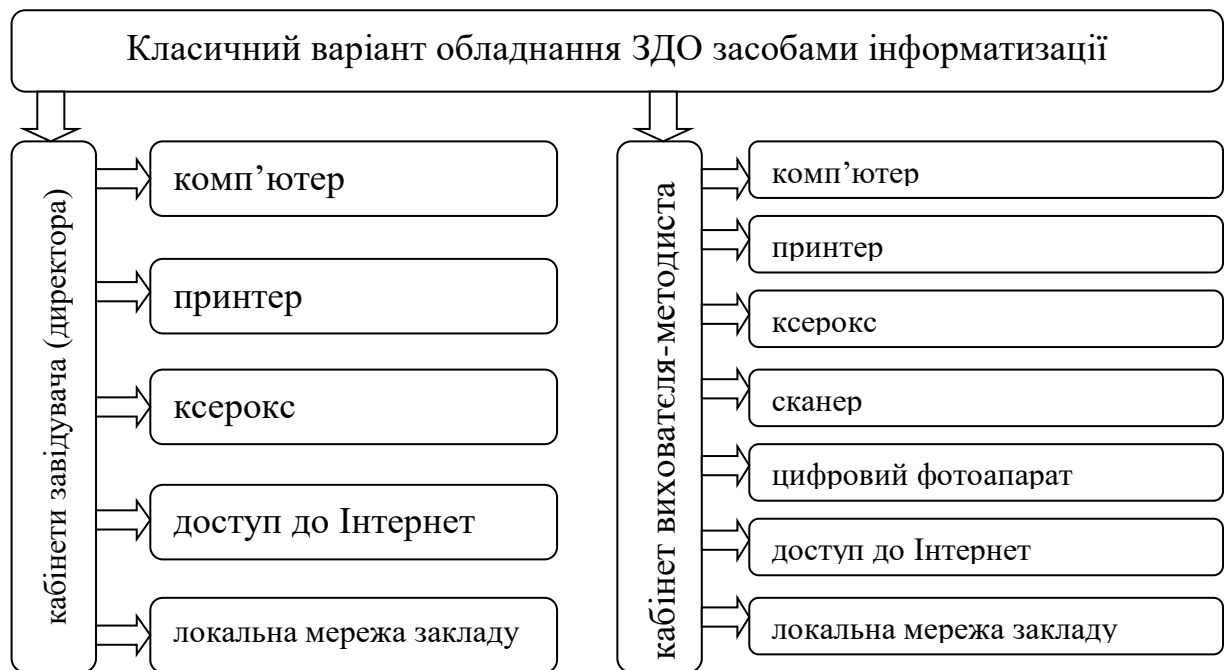 Класичний варіант обладнання ЗДО засобами інформатизації
кабінети завідувача (директора)
комп’ютер
принтер
ксерокс
доступ до Інтернет
локальна мережа закладу
кабінет вихователя-методиста
комп’ютер
принтер
ксерокс
сканер
цифровий фотоапарат
доступ до Інтернет
локальна мережа закладу